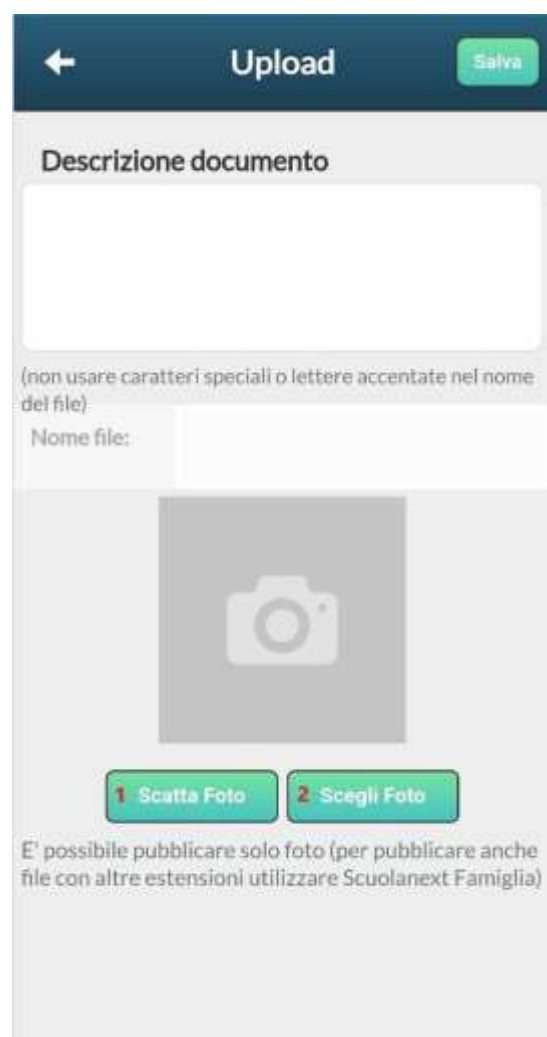 Upload
Salva
Descrizione documento
(non usare caratteri speciali o lettere accentate nel nome
del file)
Nome file:
1 Scatta Foto
2 Scegli Foto
E' possibile pubblicare solo foto (per pubblicare anche
file con altre estensioni utilizzare Scuolanext Famiglia)